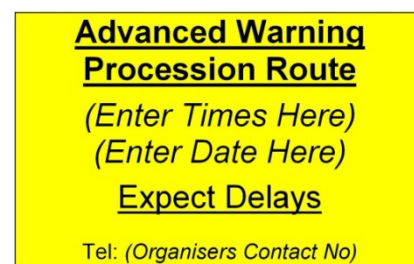 Advanced Warning
Procession Route
(Enter Times Here)
(Enter Date Here)
Expect Delays
Tel: (Organisers Contact No)